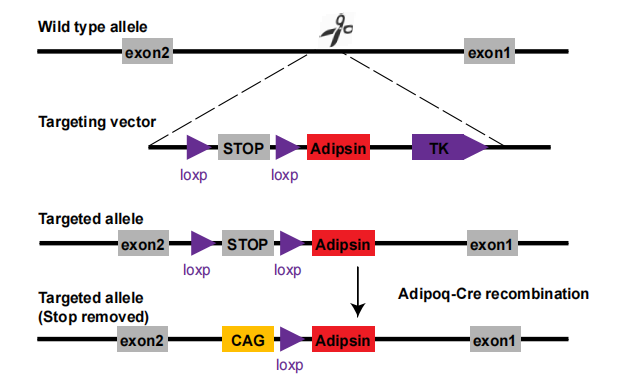 Wild type allele
exon2 exon1
Targeting vector
STOP Adipsin TK
loxp loxp
Targeted allele
exon2 STOP Adipsin exon1
loxp loxp
Adipoq-Cre recombination
Targeted allele
(Stop removed)
exon2 CAG Adipsin exon1
loxp